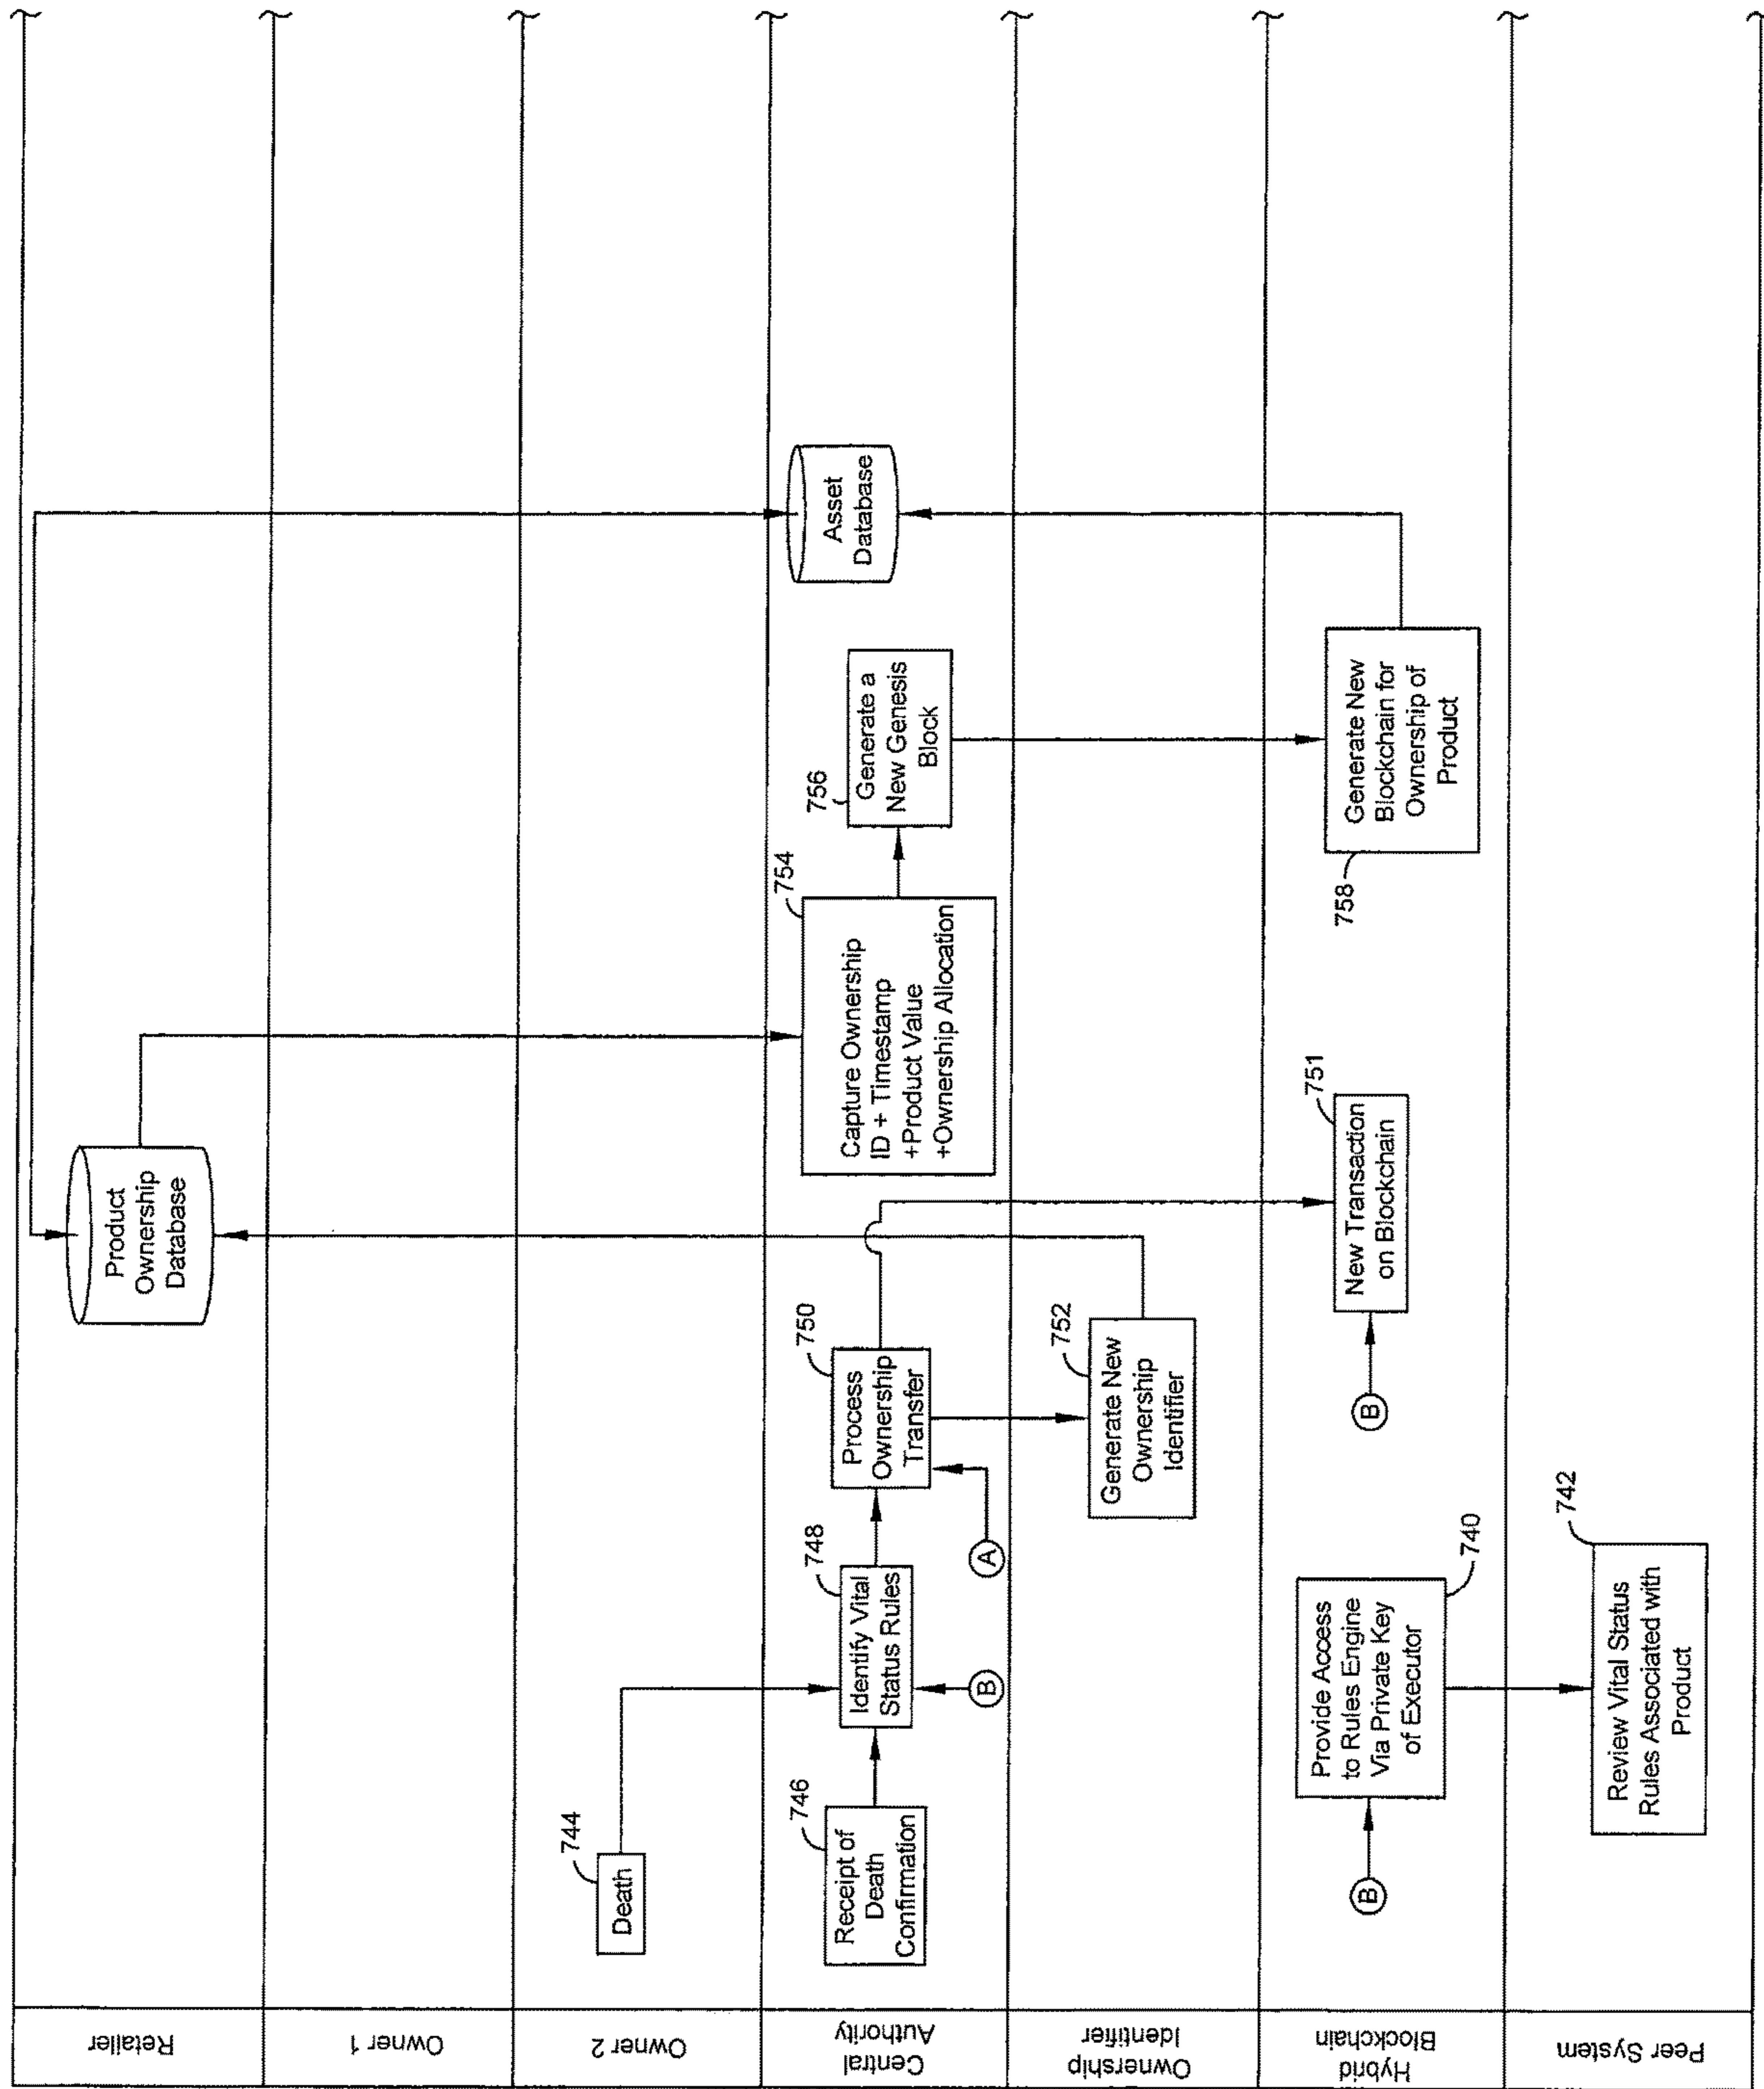 Retailer
Owner 1
Owner 2
Central
Authority
Ownership
Identifier
Hybrid
Blockchain
Peer System
Product
Ownership
Database
744
Death
746
Receipt of
Death
Confirmation
748
Identify Vital
Status Rules
B
A
750
Process
Ownership
Transfer
754
Capture Ownership
ID + Timestamp
+Product Value
+Ownership Allocation
756
Generate a
New Genesis
Block
Asset
Database
752
Generate New
Ownership
Identifier
B
Provide Access
to Rules Engine
Via Private Key
of Executor
740
B
751
New Transaction
on Blockchain
758
Generate New
Blockchain for
Ownership of
Product
742
Review Vital Status
Rules Associated with
Product